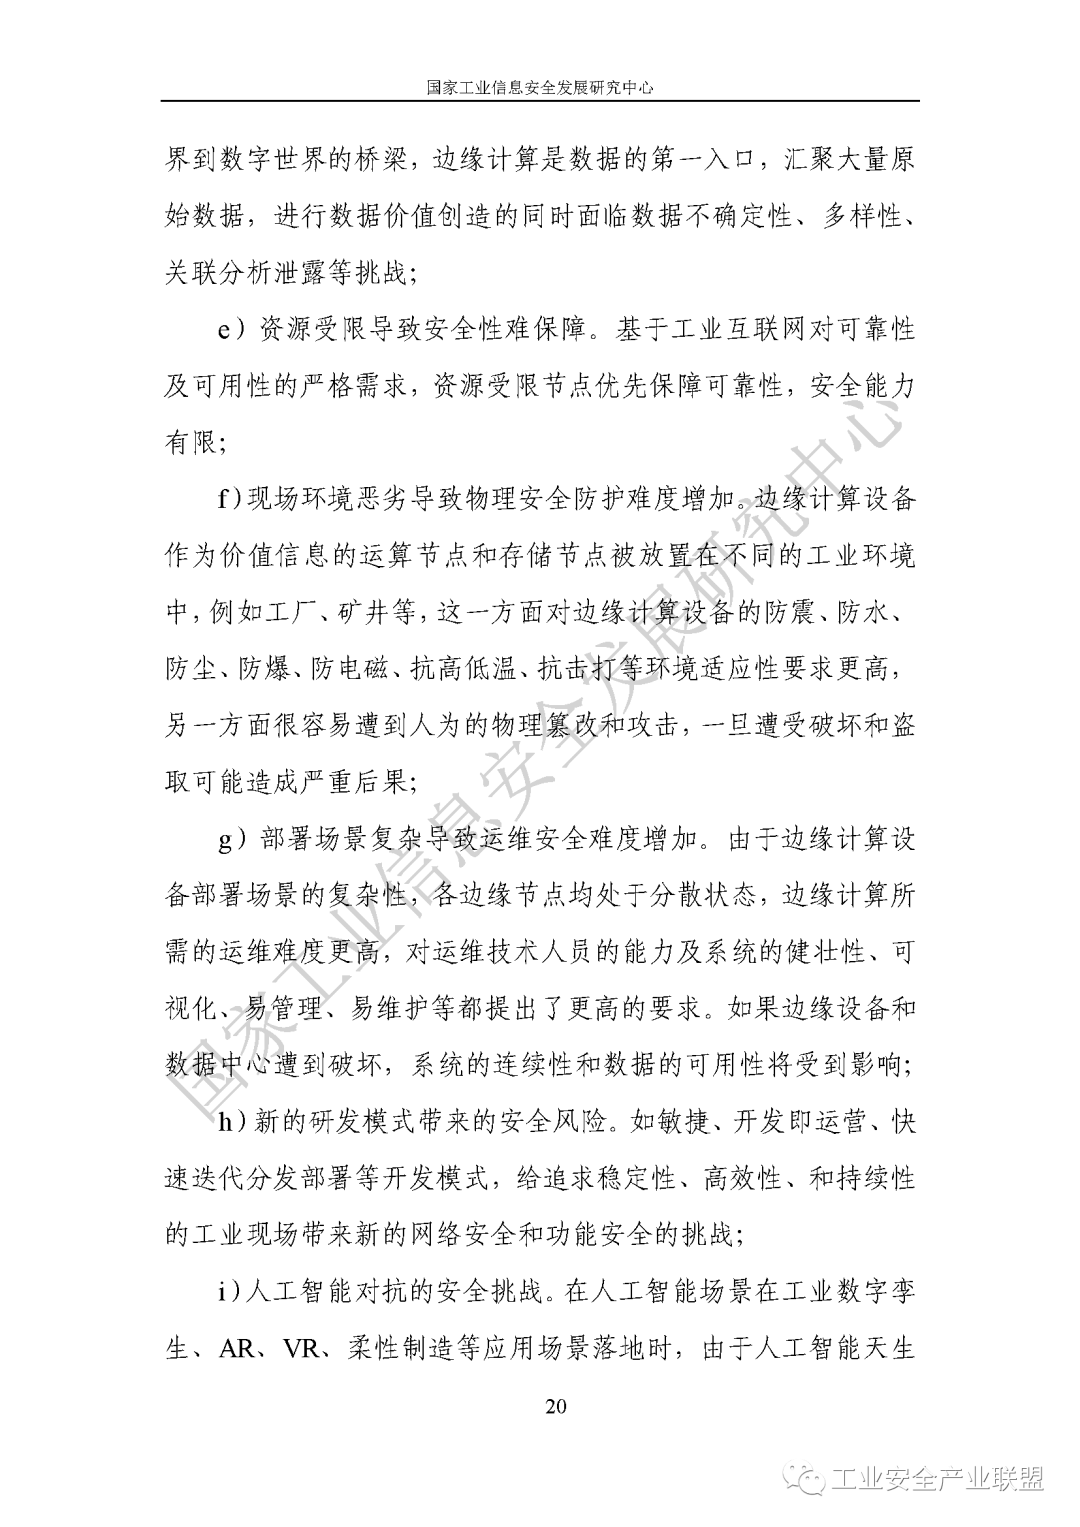 国家工业信息安全发展研究中心
界到数字世界的桥梁，边缘计算是数据的第一入口，汇聚大量原
始数据，进行数据价值创造的同时面临数据不确定性、多样性、
关联分析泄露等挑战；
e）资源受限导致安全性难保障。基于工业互联网对可靠性
及可用性的严格需求，资源受限节点优先保障可靠性，安全能力
有限；
f）现场环境恶劣导致物理安全防护难度增加。边缘计算设备
作为价值信息的运算节点和存储节点被放置在不同的工业环境
中，例如工厂、矿井等，这一方面对边缘计算设备的防震、防水、
防尘、防爆、防电磁、抗高低温、抗击打等环境适应性要求更高，
另一方面很容易遭到人为的物理篡改和攻击，一旦遭受破坏和盗
取可能造成严重后果；
g）部署场景复杂导致运维安全难度增加。由于边缘计算设
备部署场景的复杂性，各边缘节点均处于分散状态，边缘计算所
需的运维难度更高，对运维技术人员的能力及系统的健壮性、可
视化、易管理、易维护等都提出了更高的要求。如果边缘设备和
数据中心遭到破坏，系统的连续性和数据的可用性将受到影响；
h）新的研发模式带来的安全风险。如敏捷、开发即运营、快
速迭代分发部署等开发模式，给追求稳定性、高效性、和持续性
的工业现场带来新的网络安全和功能安全的挑战；
i）人工智能对抗的安全挑战。在人工智能场景在工业数字孪
生、AR、VR、柔性制造等应用场景落地时，由于人工智能天生
20
国家工业信息安全发展研究中心
工业安全产业联盟